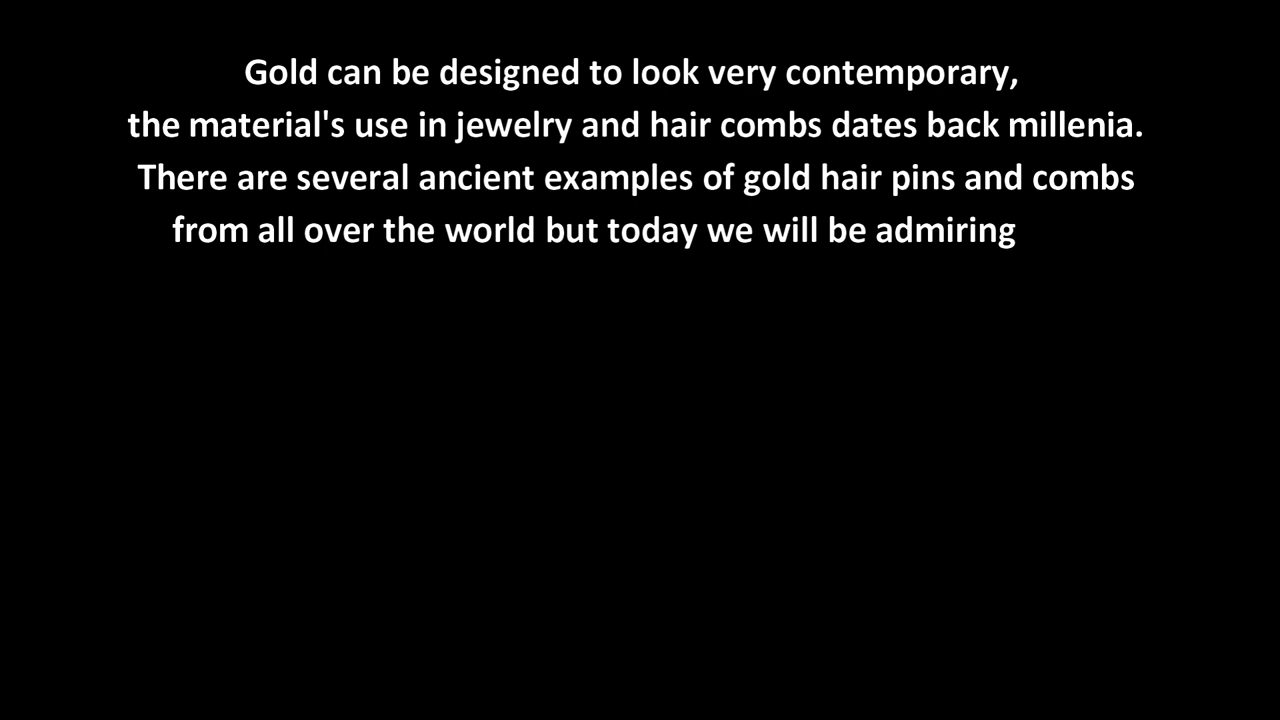 Gold can be designed to look very contemporary,
the material's use in jewelry and hair combs dates back millenia.
There are several ancient examples of gold hair pins and combs
from all over the world but today we will be admiring